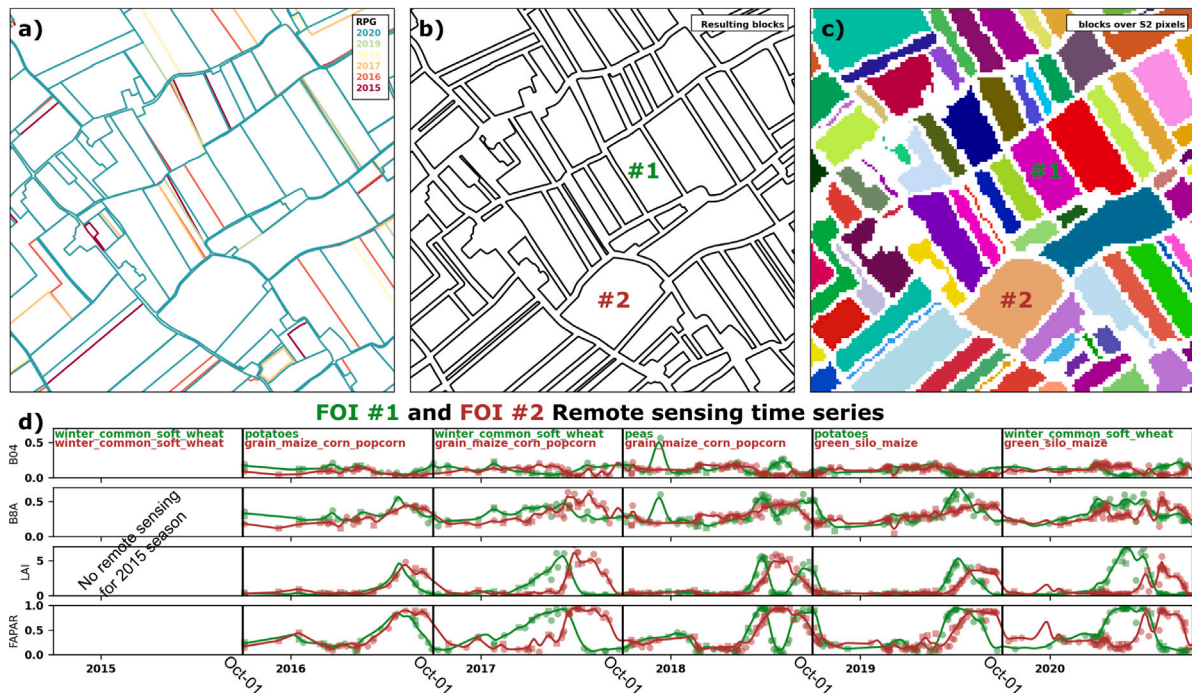 a)
RPG
2020
2019
2018
2017
2016
2015
b)
Resulting blocks
#1
#2
c)
blocks over S2 pixels
#1
#2
d)
FOI #1 and FOI #2 Remote sensing time series
winter_common_soft_wheat
winter_common_soft_wheat
potatoes
grain_maize_corn_popcorn
winter_common_soft_wheat
grain_maize_corn_popcorn
peas
grain_maize_corn_popcorn
potatoes
green_silo_maize
winter_common_soft_wheat
green_silo_maize
B04
0.5
0.0
B8A
0.5
0.0
No remote sensing
for 2015 season
LAI
5
0
FAPAR
1.0
0.5
0.0
2015
Oct-01
2016
Oct-01
2017
Oct-01
2018
Oct-01
2019
Oct-01
2020